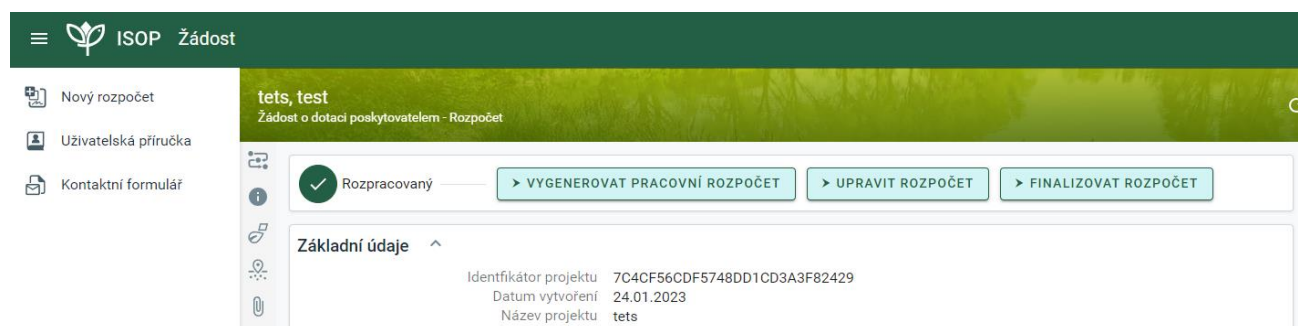 ISOP Žádost
Nový rozpočet
Uživatelská příručka
Kontaktní formulář
tets, test
Žádost o dotaci poskytovatelem - Rozpočet
Rozpracovaný
➤ VYGENEROVAT PRACOVNÍ ROZPOČET
➤ UPRAVIT ROZPOČET
➤ FINALIZOVAT ROZPOČET
Základní údaje
Identfikátor projektu 7C4CF56CDF5748DD1CD3A3F82429
Datum vytvoření 24.01.2023
Název projektu tets